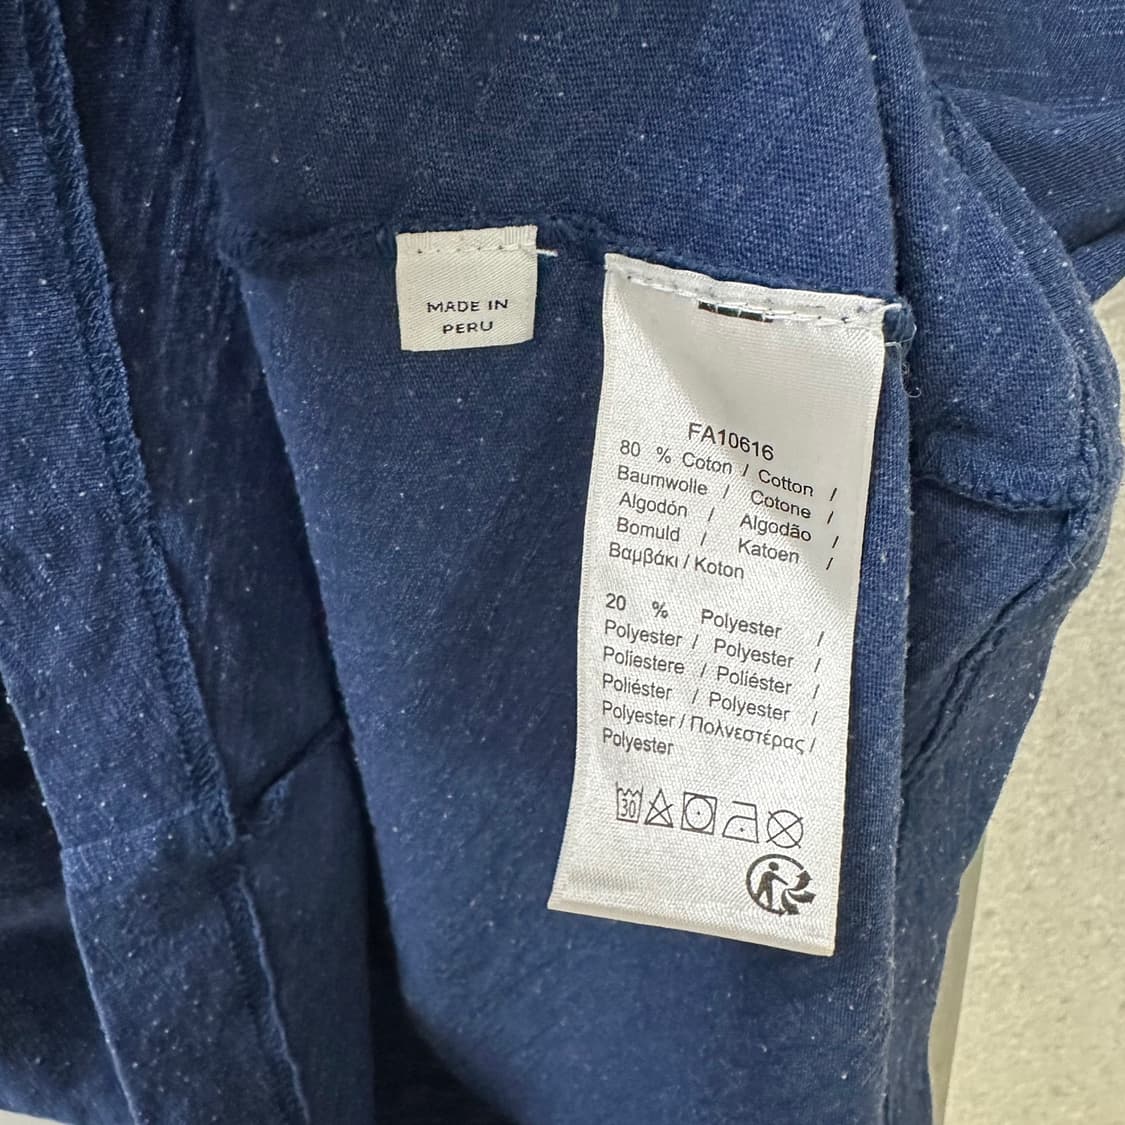 MADE IN
PERU
FA10616
80 % Coton / Cotton /
Baumwolle / Cotone /
Algodón / Algodão /
Bomuld / Katoen /
Βαμβάκι / Koton
20 % Polyester /
Polyester / Polyester /
Poliestere / Poliéster /
Poliéster / Polyester /
Polyester / Πολνεστέρας /
Polyester
30